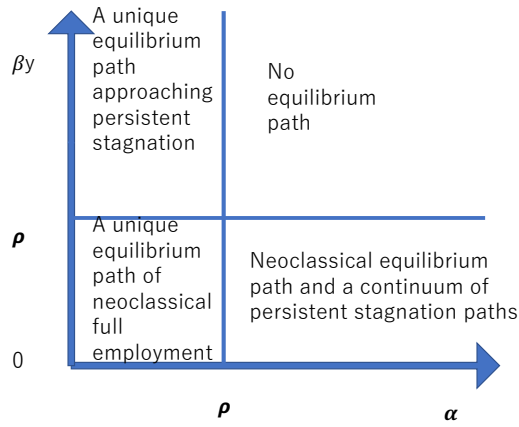 A unique
equilibrium
path
approaching
persistent
stagnation
No
equilibrium
path
βy
ρ
A unique
equilibrium
path of
neoclassical
full
employment
Neoclassical equilibrium
path and a continuum of
persistent stagnation paths
0
ρ
α